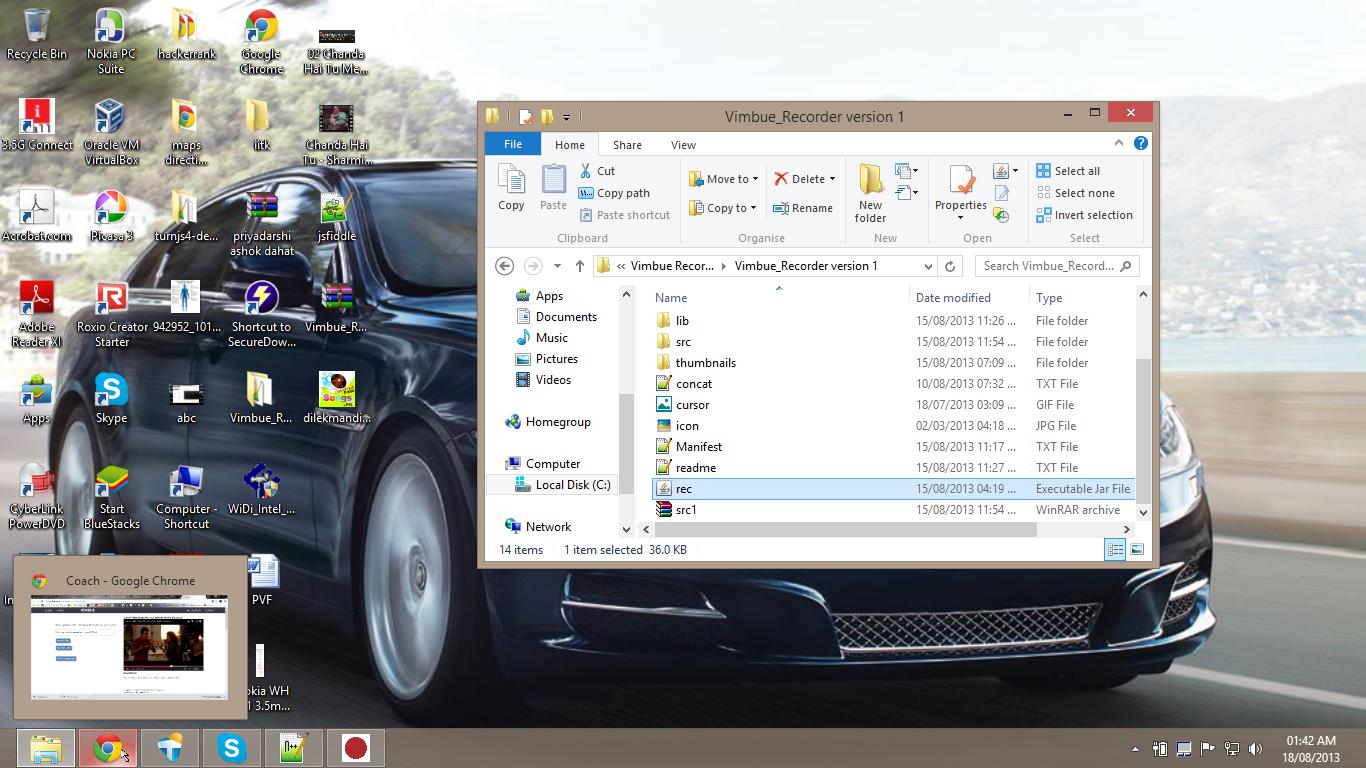 Recycle Bin
Nokia PC
Suite
hackerrank
Google
Chrome
02 Chanda
Hai Tu Me...
3.5G Connect
Oracle VM
VirtualBox
maps
directi...
iitk
Chanda Hai
Tu - Sharmi...
Acrobat.com
Picasa 3
turnjs4-de...
priyadarshi
ashok dahat
jsfiddle
Adobe
Reader XI
Roxio Creator
Starter
942952_101...
Shortcut to
SecureDow...
Vimbue_R...
Apps
Skype
abc
Vimbue_R...
dilekmandi...
CyberLink
PowerDVD
Start
BlueStacks
Computer -
Shortcut
WiDi_Intel_...
PVF
Coach - Google Chrome
Vimbue_Recorder version 1
File Home Share View
Copy
Paste
Cut
Copy path
Paste shortcut
Clipboard
Move to
Copy to
Delete
Rename
Organise
New
folder
New
Properties
Open
Select all
Select none
Invert selection
Select
« Vimbue Recor... Vimbue_Recorder version 1
Search Vimbue_Record...
Apps
Documents
Music
Pictures
Videos
Homegroup
Computer
Local Disk (C:)
Network
Name Date modified Type
lib 15/08/2013 11:26 ... File folder
src 15/08/2013 11:54 ... File folder
thumbnails 15/08/2013 07:09 ... File folder
concat 10/08/2013 07:32 ... TXT File
cursor 18/07/2013 03:09 ... GIF File
icon 02/03/2013 04:18 ... JPG File
Manifest 15/08/2013 11:17 ... TXT File
readme 15/08/2013 11:27 ... TXT File
rec 15/08/2013 04:19 ... Executable Jar File
src1 15/08/2013 11:54 ... WinRAR archive
14 items 1 item selected 36.0 KB
01:42 AM
18/08/2013